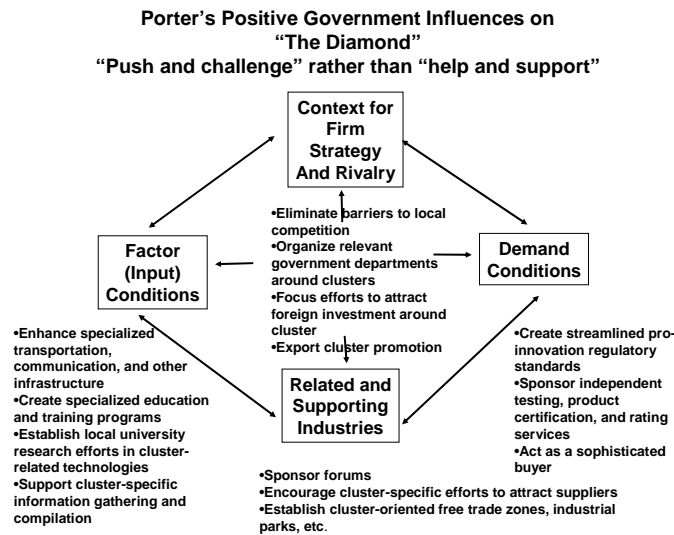 Porter’s Positive Government Influences on
“The Diamond”
“Push and challenge” rather than “help and support”
Context for
Firm
Strategy
And Rivalry
•Eliminate barriers to local
competition
•Organize relevant
government departments
around clusters
•Focus efforts to attract
foreign investment around
cluster
•Export cluster promotion
Factor
(Input)
Conditions
Demand
Conditions
•Enhance specialized
transportation,
communication, and other
infrastructure
•Create specialized education
and training programs
•Establish local university
research efforts in cluster-
related technologies
•Support cluster-specific
information gathering and
compilation
Related and
Supporting
Industries
•Create streamlined pro-
innovation regulatory
standards
•Sponsor independent
testing, product
certification, and rating
services
•Act as a sophisticated
buyer
•Sponsor forums
•Encourage cluster-specific efforts to attract suppliers
•Establish cluster-oriented free trade zones, industrial
parks, etc.